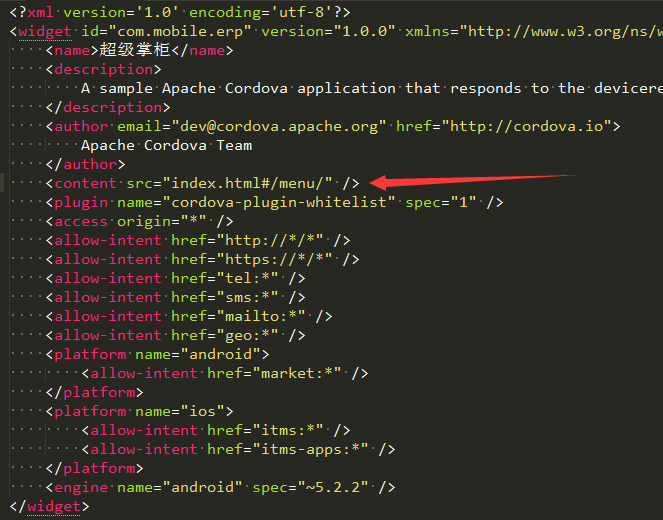 <?xml version='1.0' encoding='utf-8'?>
<widget id="com.mobile.erp" version="1.0.0" xmlns="http://www.w3.org/ns/w
<name>超级掌柜</name>
<description>
A sample Apache Cordova application that responds to the devicere
</description>
<author email="dev@cordova.apache.org" href="http://cordova.io">
Apache Cordova Team
</author>
<content src="index.html#/menu/" />
<plugin name="cordova-plugin-whitelist" spec="1" />
<access origin="*" />
<allow-intent href="http://*/*" />
<allow-intent href="https://*/*" />
<allow-intent href="tel:*" />
<allow-intent href="sms:*" />
<allow-intent href="mailto:*" />
<allow-intent href="geo:*" />
<platform name="android">
<allow-intent href="market:*" />
</platform>
<platform name="ios">
<allow-intent href="itms:*" />
<allow-intent href="itms-apps:*" />
</platform>
<engine name="android" spec="~5.2.2" />
</widget>